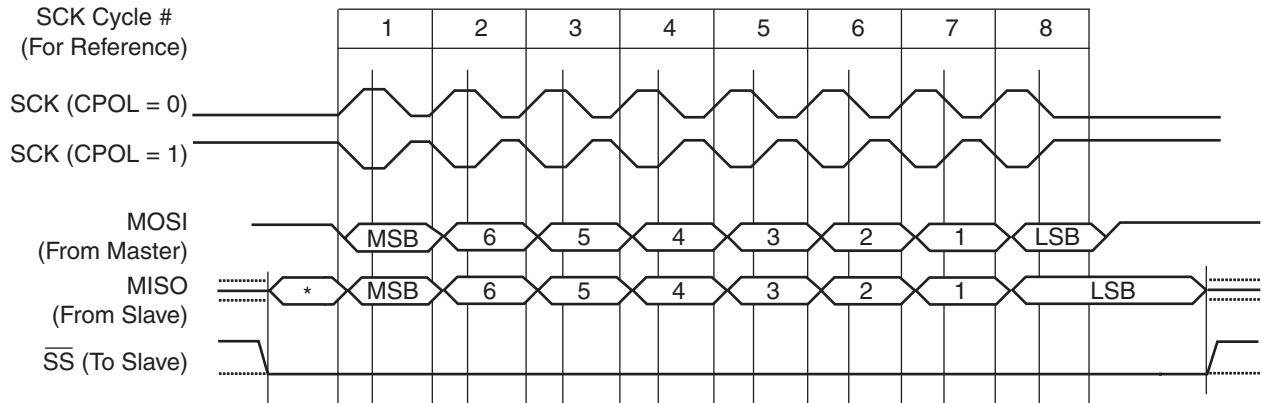 SCK Cycle #
(For Reference)
1 2 3 4 5 6 7 8
SCK (CPOL = 0)
SCK (CPOL = 1)
MOSI
(From Master)
MSB 6 5 4 3 2 1 LSB
MISO
(From Slave)
* MSB 6 5 4 3 2 1 LSB
S̅S̅ (To Slave)